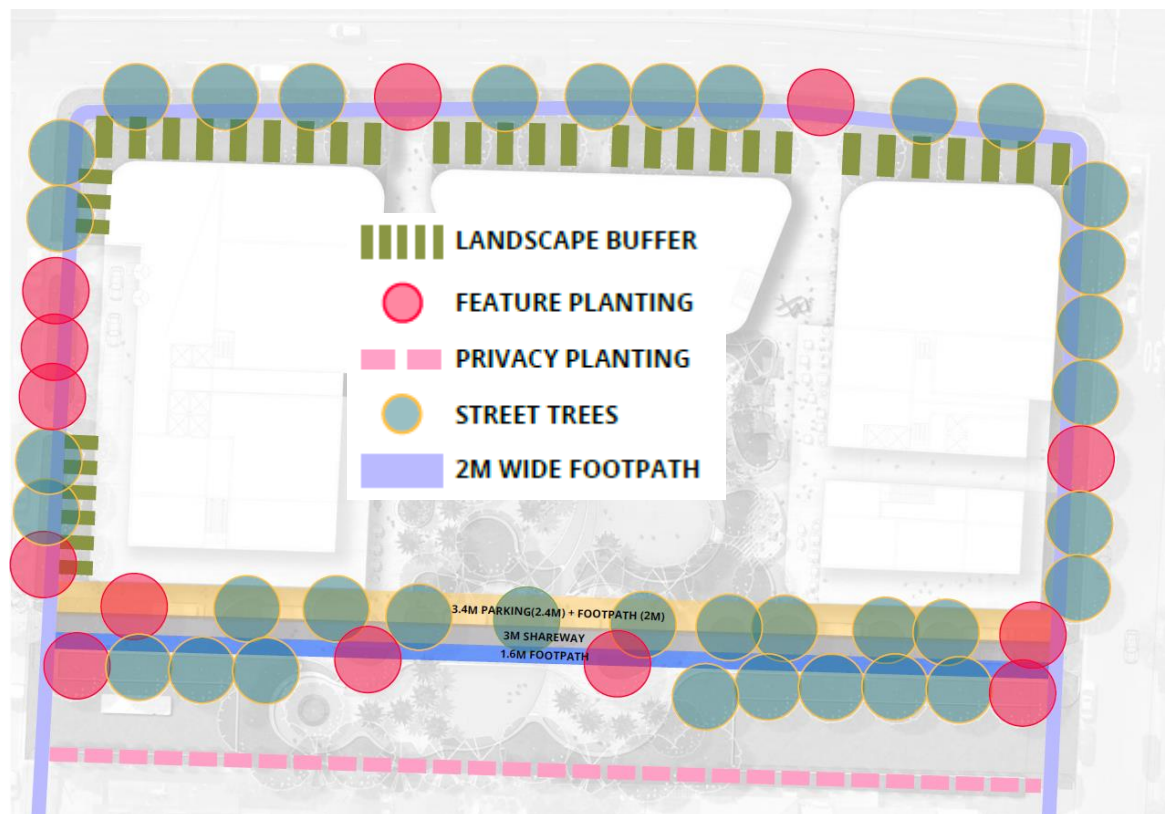 LANDSCAPE BUFFER
FEATURE PLANTING
PRIVACY PLANTING
STREET TREES
2M WIDE FOOTPATH
3.4M PARKING(2.4M) + FOOTPATH (2M)
3M SHAREWAY
1.6M FOOTPATH
50